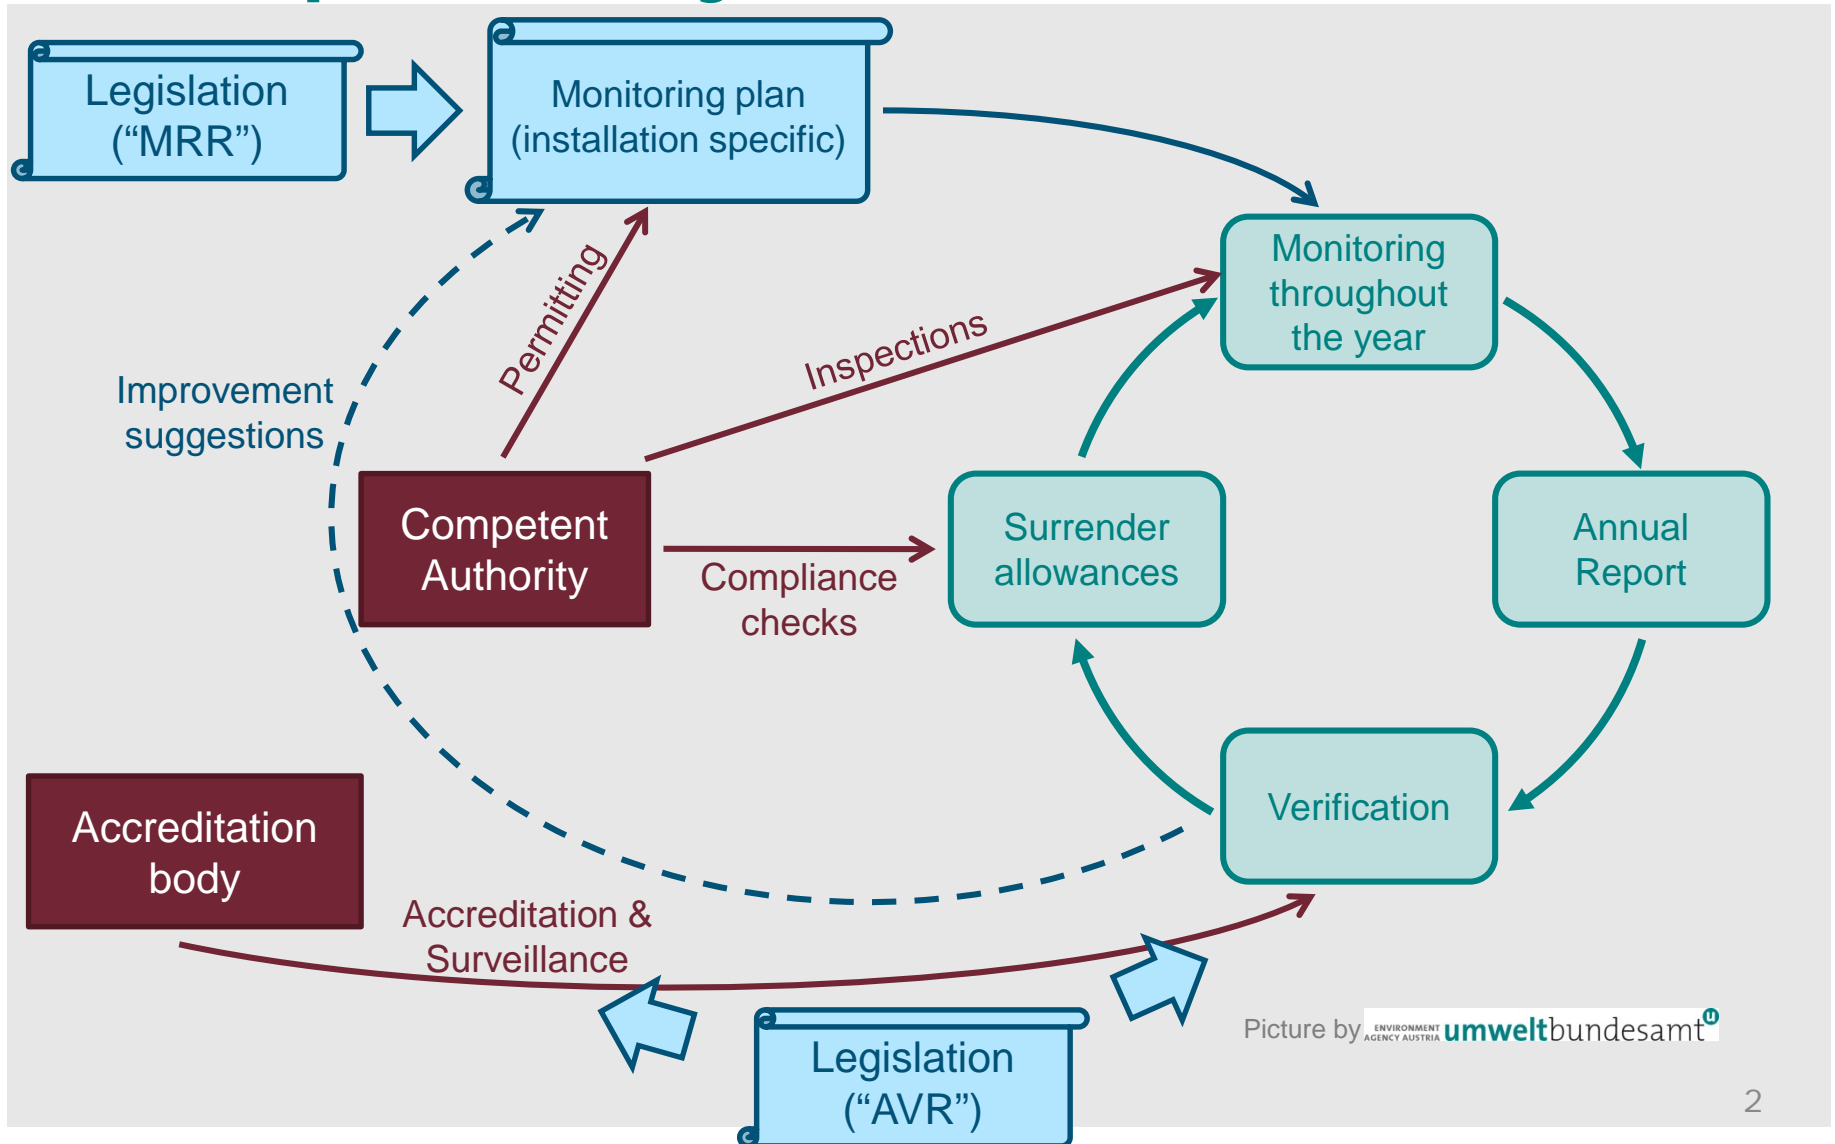 Legislation
(“MRR”)
Monitoring plan
(installation specific)
Monitoring
throughout
the year
Permitting
Inspections
Improvement
suggestions
Competent
Authority
Compliance
checks
Surrender
allowances
Annual
Report
Verification
Accreditation
body
Accreditation &
Surveillance
Legislation
(“AVR”)
Picture by ENVIRONMENT AGENCY AUSTRIA umweltbundesamt
2